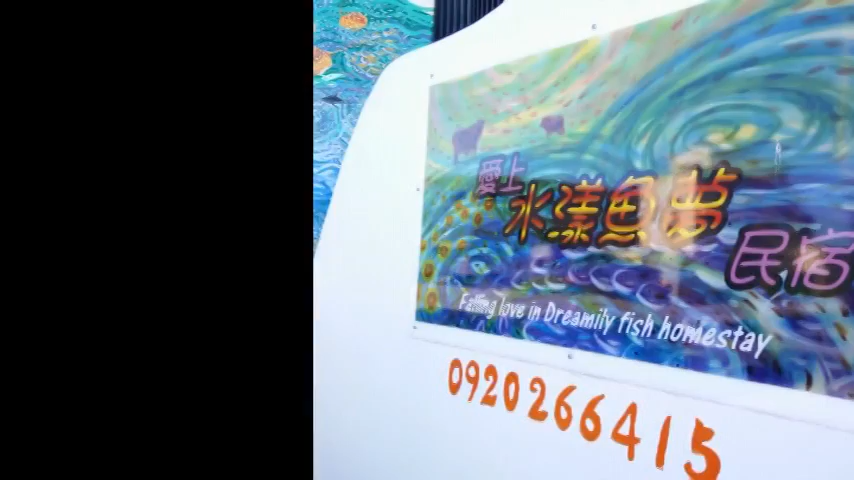 愛上
水漾魚夢
民宿
Falling love in Dreamily fish homestay
0920266415